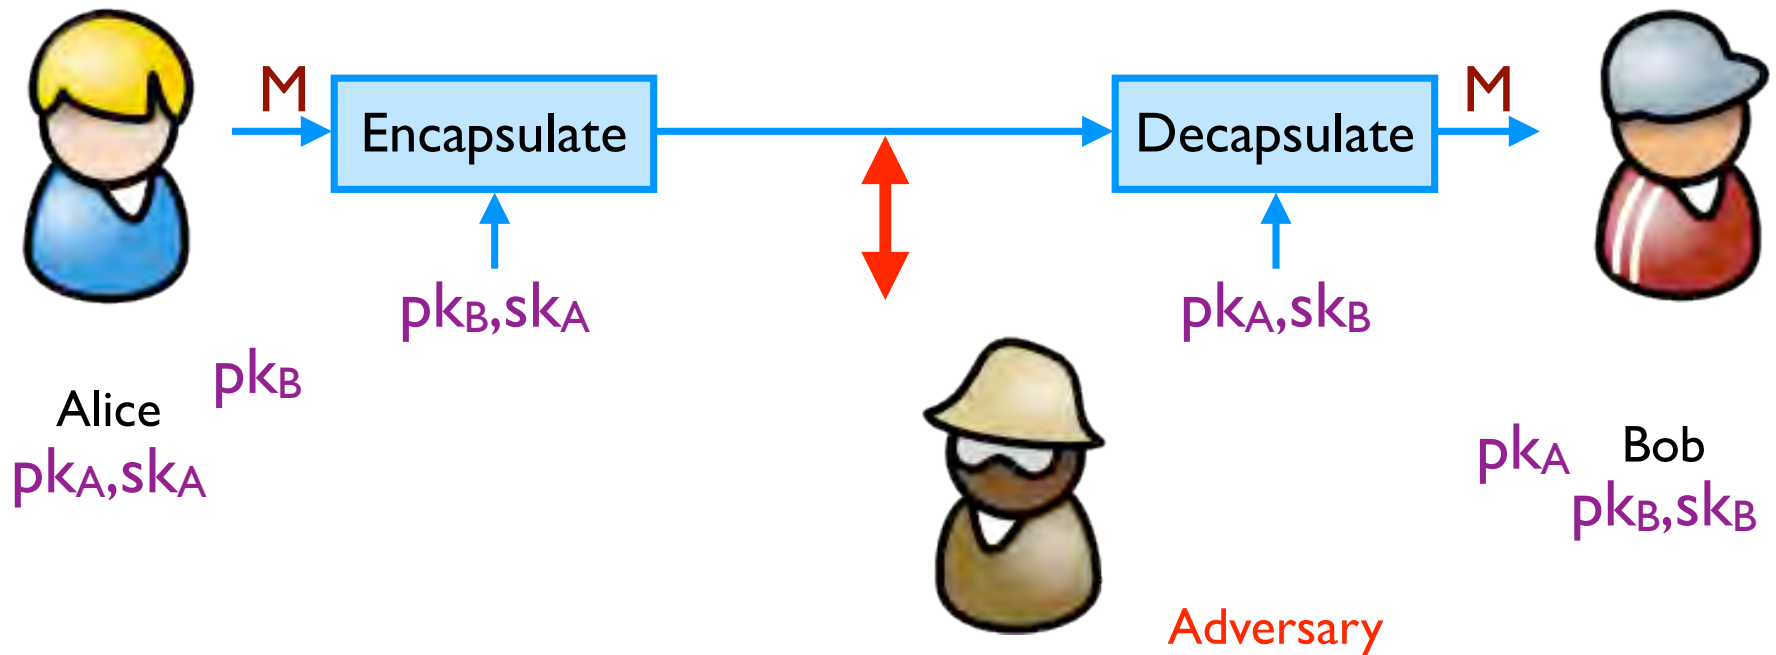 M
Encapsulate
Decapsulate
M
pkB,skA
pkA,skB
pkB
Alice
pkA,skA
pkA
Bob
pkB,skB
Adversary